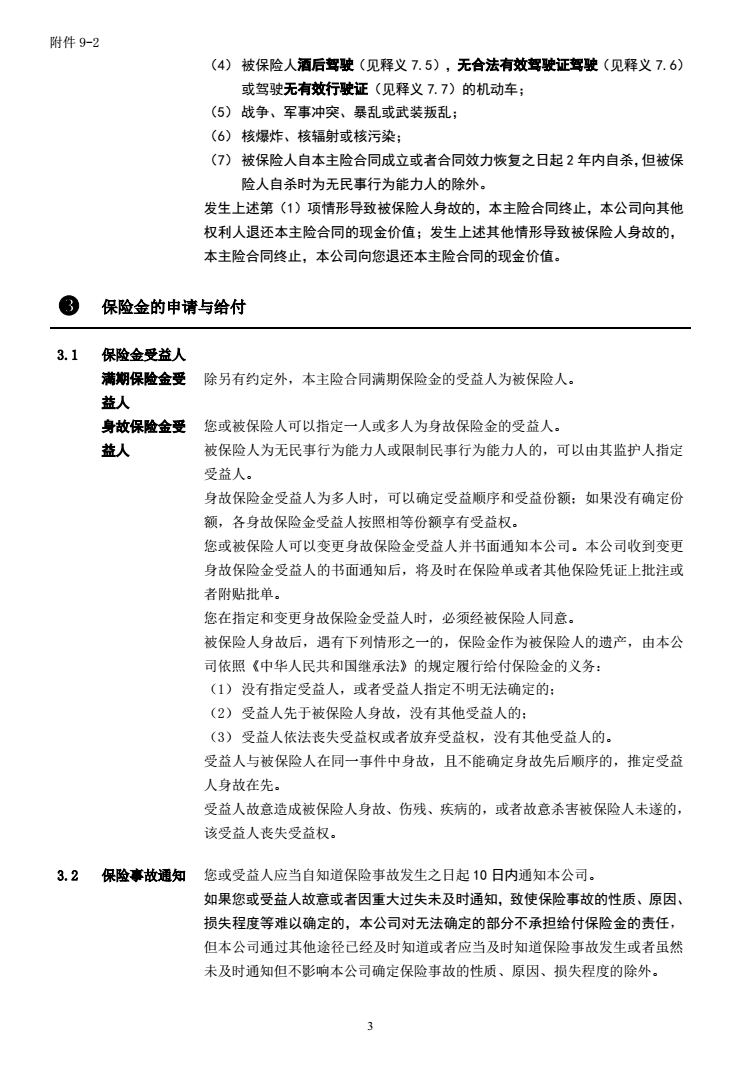 附件 9-2
（4） 被保险人酒后驾驶（见释义 7.5），无合法有效驾驶证驾驶（见释义 7.6）
或驾驶无有效行驶证（见释义 7.7）的机动车；
（5） 战争、军事冲突、暴乱或武装叛乱；
（6） 核爆炸、核辐射或核污染；
（7） 被保险人自本主险合同成立或者合同效力恢复之日起 2 年内自杀，但被保
险人自杀时为无民事行为能力人的除外。
发生上述第（1）项情形导致被保险人身故的，本主险合同终止，本公司向其他
权利人退还本主险合同的现金价值；发生上述其他情形导致被保险人身故的，
本主险合同终止，本公司向您退还本主险合同的现金价值。
❸ 保险金的申请与给付
3.1 保险金受益人
满期保险金受 除另有约定外，本主险合同满期保险金的受益人为被保险人。
益人
身故保险金受 您或被保险人可以指定一人或多人为身故保险金的受益人。
益人 被保险人为无民事行为能力人或限制民事行为能力人的，可以由其监护人指定
受益人。
身故保险金受益人为多人时，可以确定受益顺序和受益份额；如果没有确定份
额，各身故保险金受益人按照相等份额享有受益权。
您或被保险人可以变更身故保险金受益人并书面通知本公司。本公司收到变更
身故保险金受益人的书面通知后，将及时在保险单或者其他保险凭证上批注或
者附贴批单。
您在指定和变更身故保险金受益人时，必须经被保险人同意。
被保险人身故后，遇有下列情形之一的，保险金作为被保险人的遗产，由本公
司依照《中华人民共和国继承法》的规定履行给付保险金的义务：
（1） 没有指定受益人，或者受益人指定不明无法确定的；
（2） 受益人先于被保险人身故，没有其他受益人的；
（3） 受益人依法丧失受益权或者放弃受益权，没有其他受益人的。
受益人与被保险人在同一事件中身故，且不能确定身故先后顺序的，推定受益
人身故在先。
受益人故意造成被保险人身故、伤残、疾病的，或者故意杀害被保险人未遂的，
该受益人丧失受益权。
3.2 保险事故通知 您或受益人应当自知道保险事故发生之日起 10 日内通知本公司。
如果您或受益人故意或者因重大过失未及时通知，致使保险事故的性质、原因、
损失程度等难以确定的，本公司对无法确定的部分不承担给付保险金的责任，
但本公司通过其他途径已经及时知道或者应当及时知道保险事故发生或者虽然
未及时通知但不影响本公司确定保险事故的性质、原因、损失程度的除外。
3